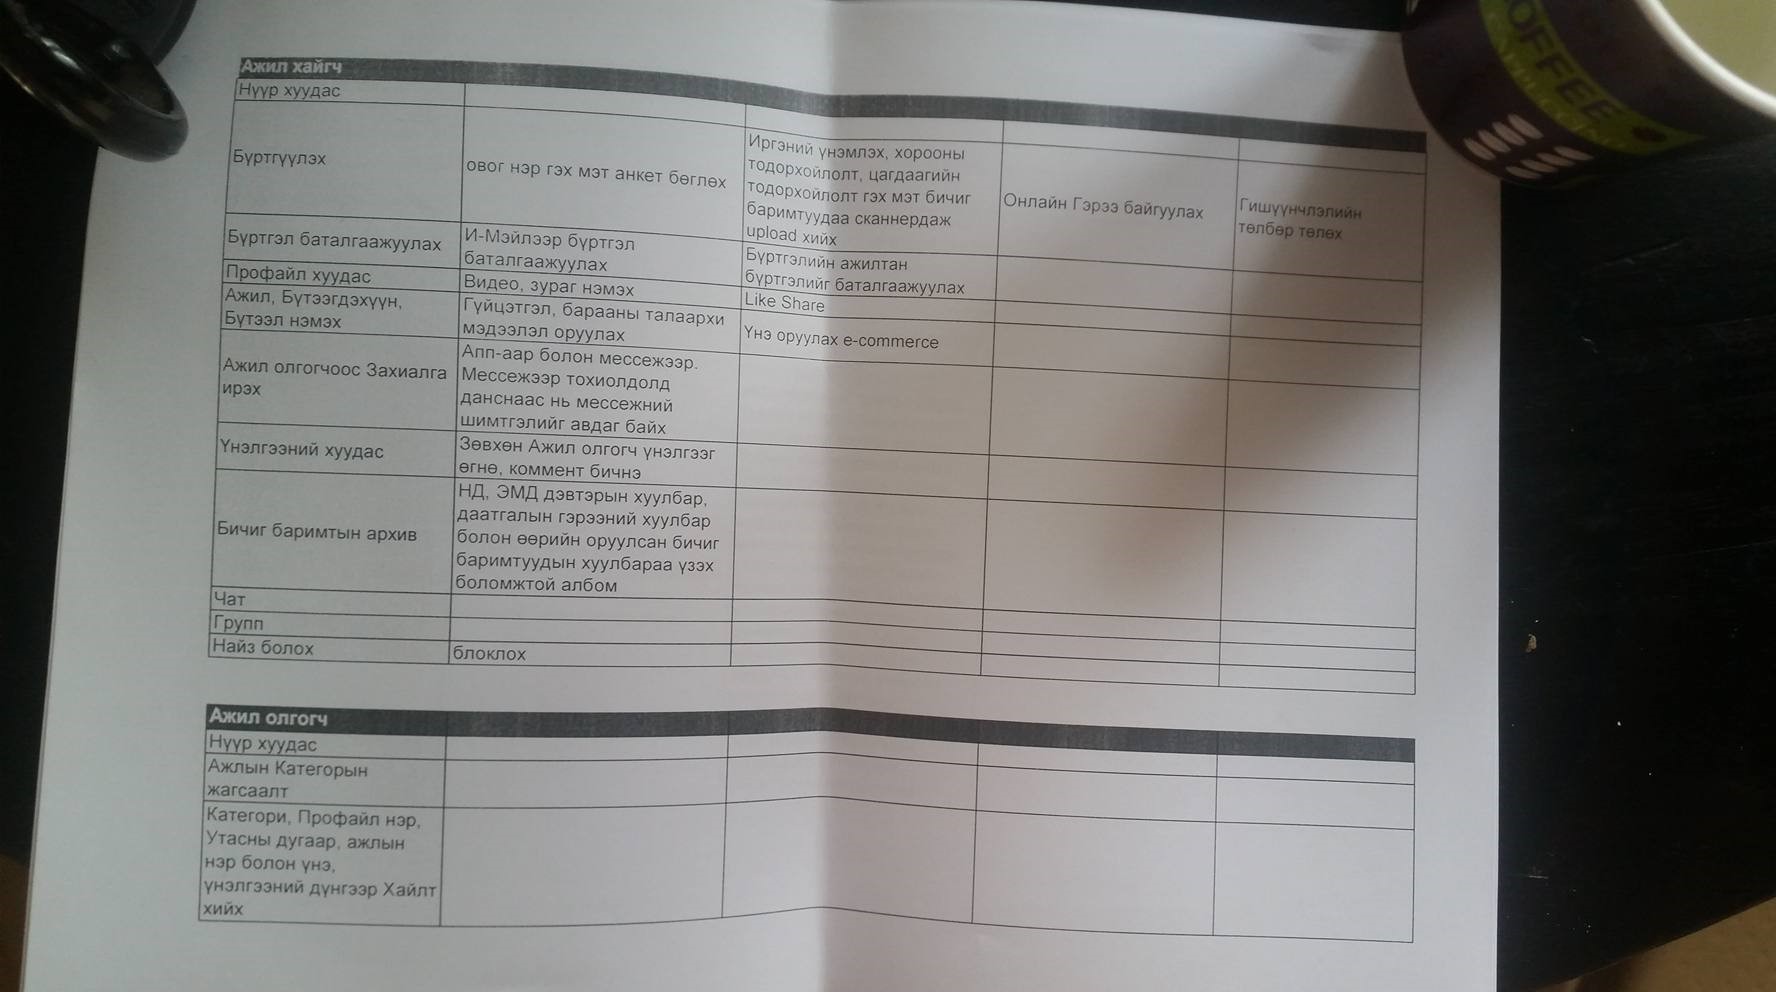 Ажил хайгч
Нүүр хуудас
Бүртгүүлэх
овог нэр гэх мэт анкет бөглөх
Иргэний үнэмлэх, хорооны
тодорхойлолт, цагдаагийн
тодорхойлолт гэх мэт бичиг
баримтуудаа сканнердаж
upload хийх
Онлайн Гэрээ байгуулах
Гишүүнчлэлийн
төлбөр төлөх
Бүртгэл баталгаажуулах
И-Мэйлээр бүртгэл
баталгаажуулах
Бүртгэлийн ажилтан
бүртгэлийг баталгаажуулах
Профайл хуудас
Видео, зураг нэмэх
Like Share
Ажил, Бүтээгдэхүүн,
Бүтээл нэмэх
Гүйцэтгэл, барааны талаархи
мэдээлэл оруулах
Үнэ оруулах e-commerce
Ажил олгогчоос Захиалга
ирэх
Апп-аар болон мессежээр.
Мессежээр тохиолдолд
данснаас нь мессежний
шимтгэлийг авдаг байх
Үнэлгээний хуудас
Зөвхөн Ажил олгогч үнэлгээг
өгнө, коммент бичнэ
Бичиг баримтын архив
НД, ЭМД дэвтэрын хуулбар,
даатгалын гэрээний хуулбар
болон өөрийн оруулсан бичиг
баримтуудын хуулбараа үзэх
боломжтой албом
Чат
Групп
Найз болох
блоклох
Ажил олгогч
Нүүр хуудас
Ажлын Категорын
жагсаалт
Категори, Профайл нэр,
Утасны дугаар, ажлын
нэр болон үнэ,
үнэлгээний дүнгээр Хайлт
хийх